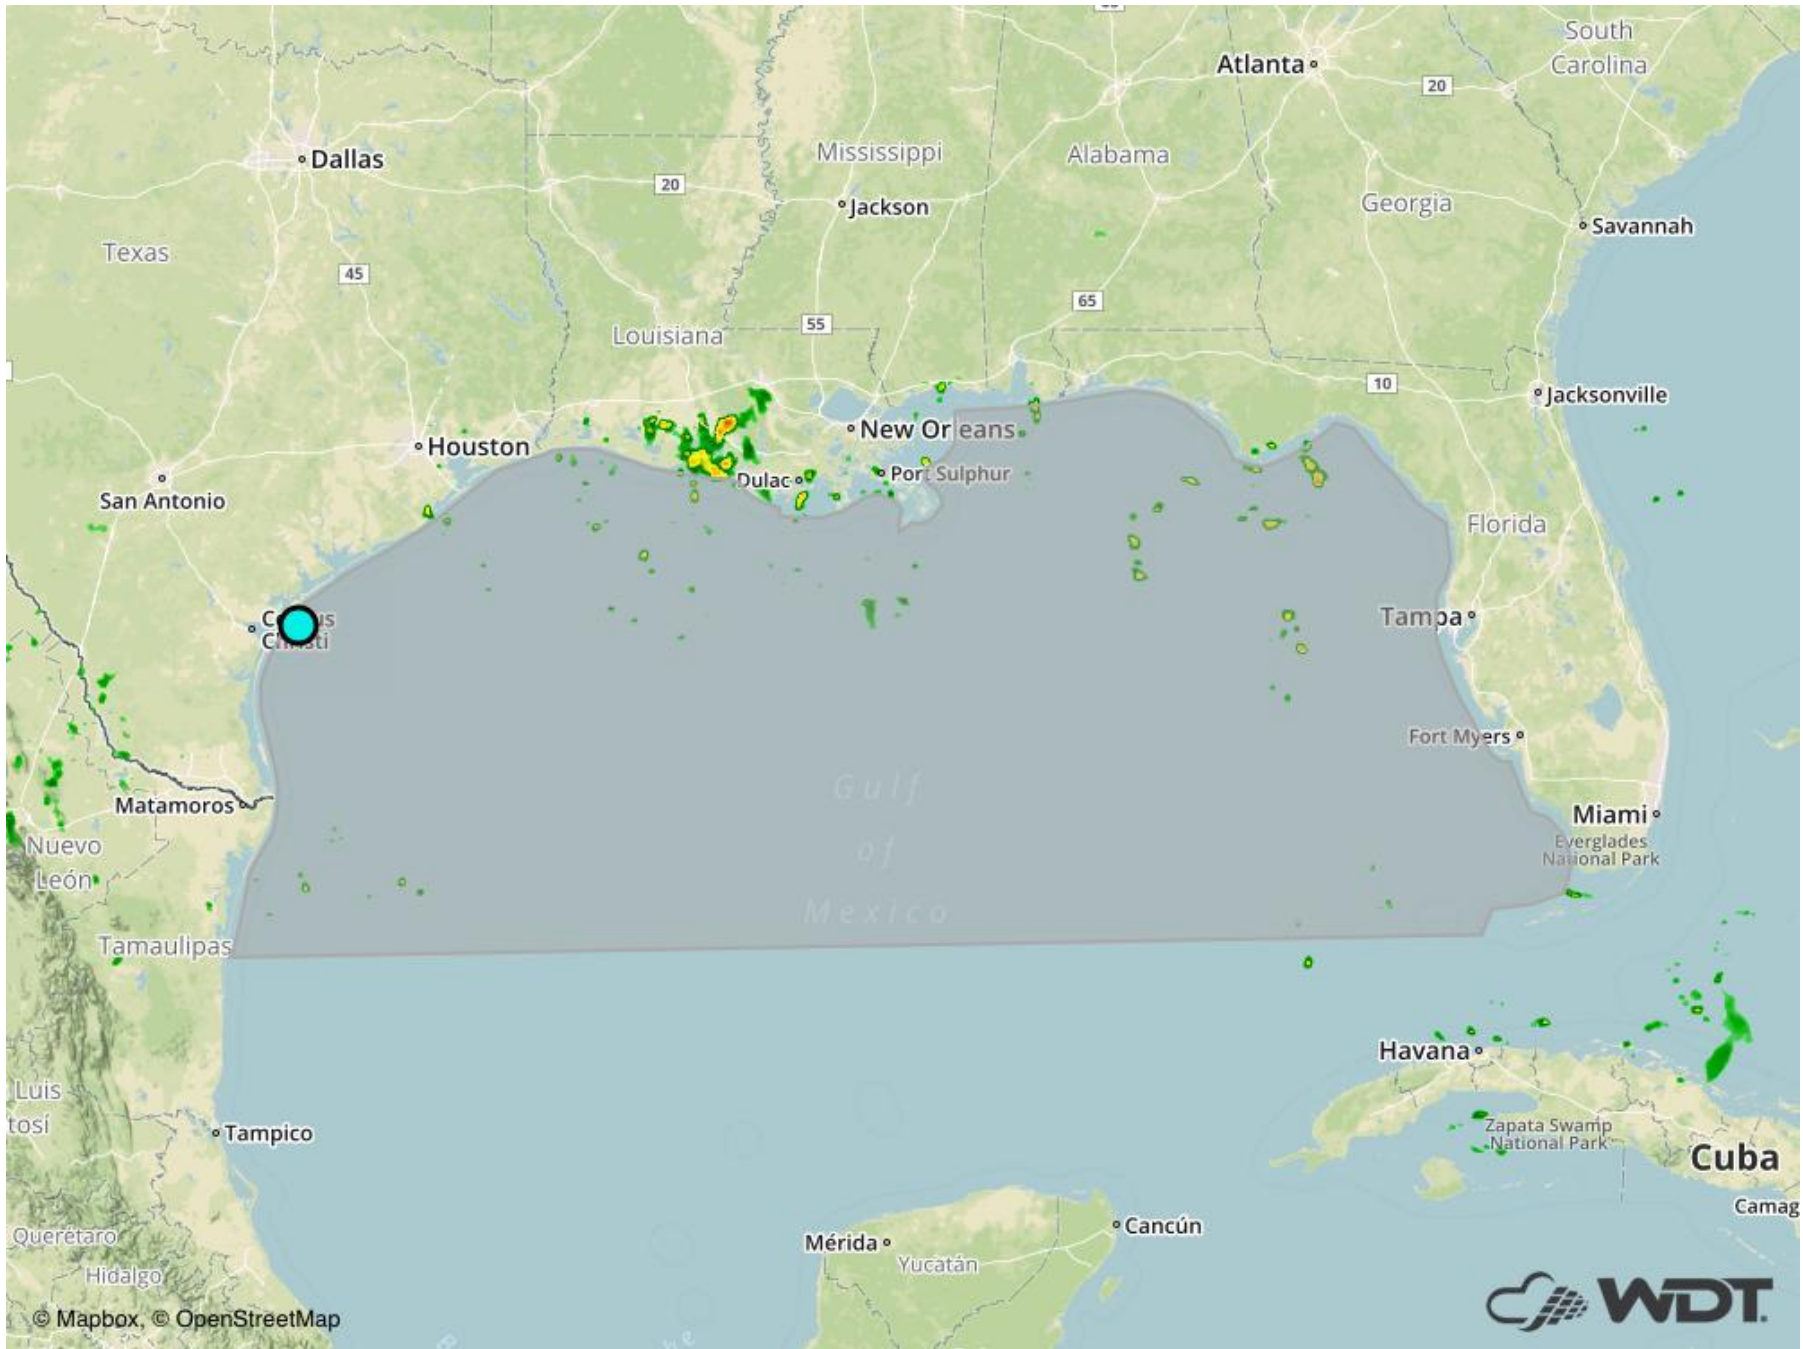 South
Carolina
Atlanta
20
Dallas
Mississippi
Alabama
20
Jackson
Georgia
Savannah
Texas
45
65
55
Louisiana
10
Jacksonville
New Orleans
Houston
Dulac
Port Sulphur
San Antonio
Florida
Corpus
Christi
Tampa
Fort Myers
Gulf
of
Mexico
Matamoros
Miami
Everglades
National Park
Nuevo
León
Tamaulipas
Havana
Luis
tosí
Tampico
Zapata Swamp
National Park
Cuba
Camag
Cancún
Mérida
Yucatán
Querétaro
Hidalgo
© Mapbox, © OpenStreetMap
WDT